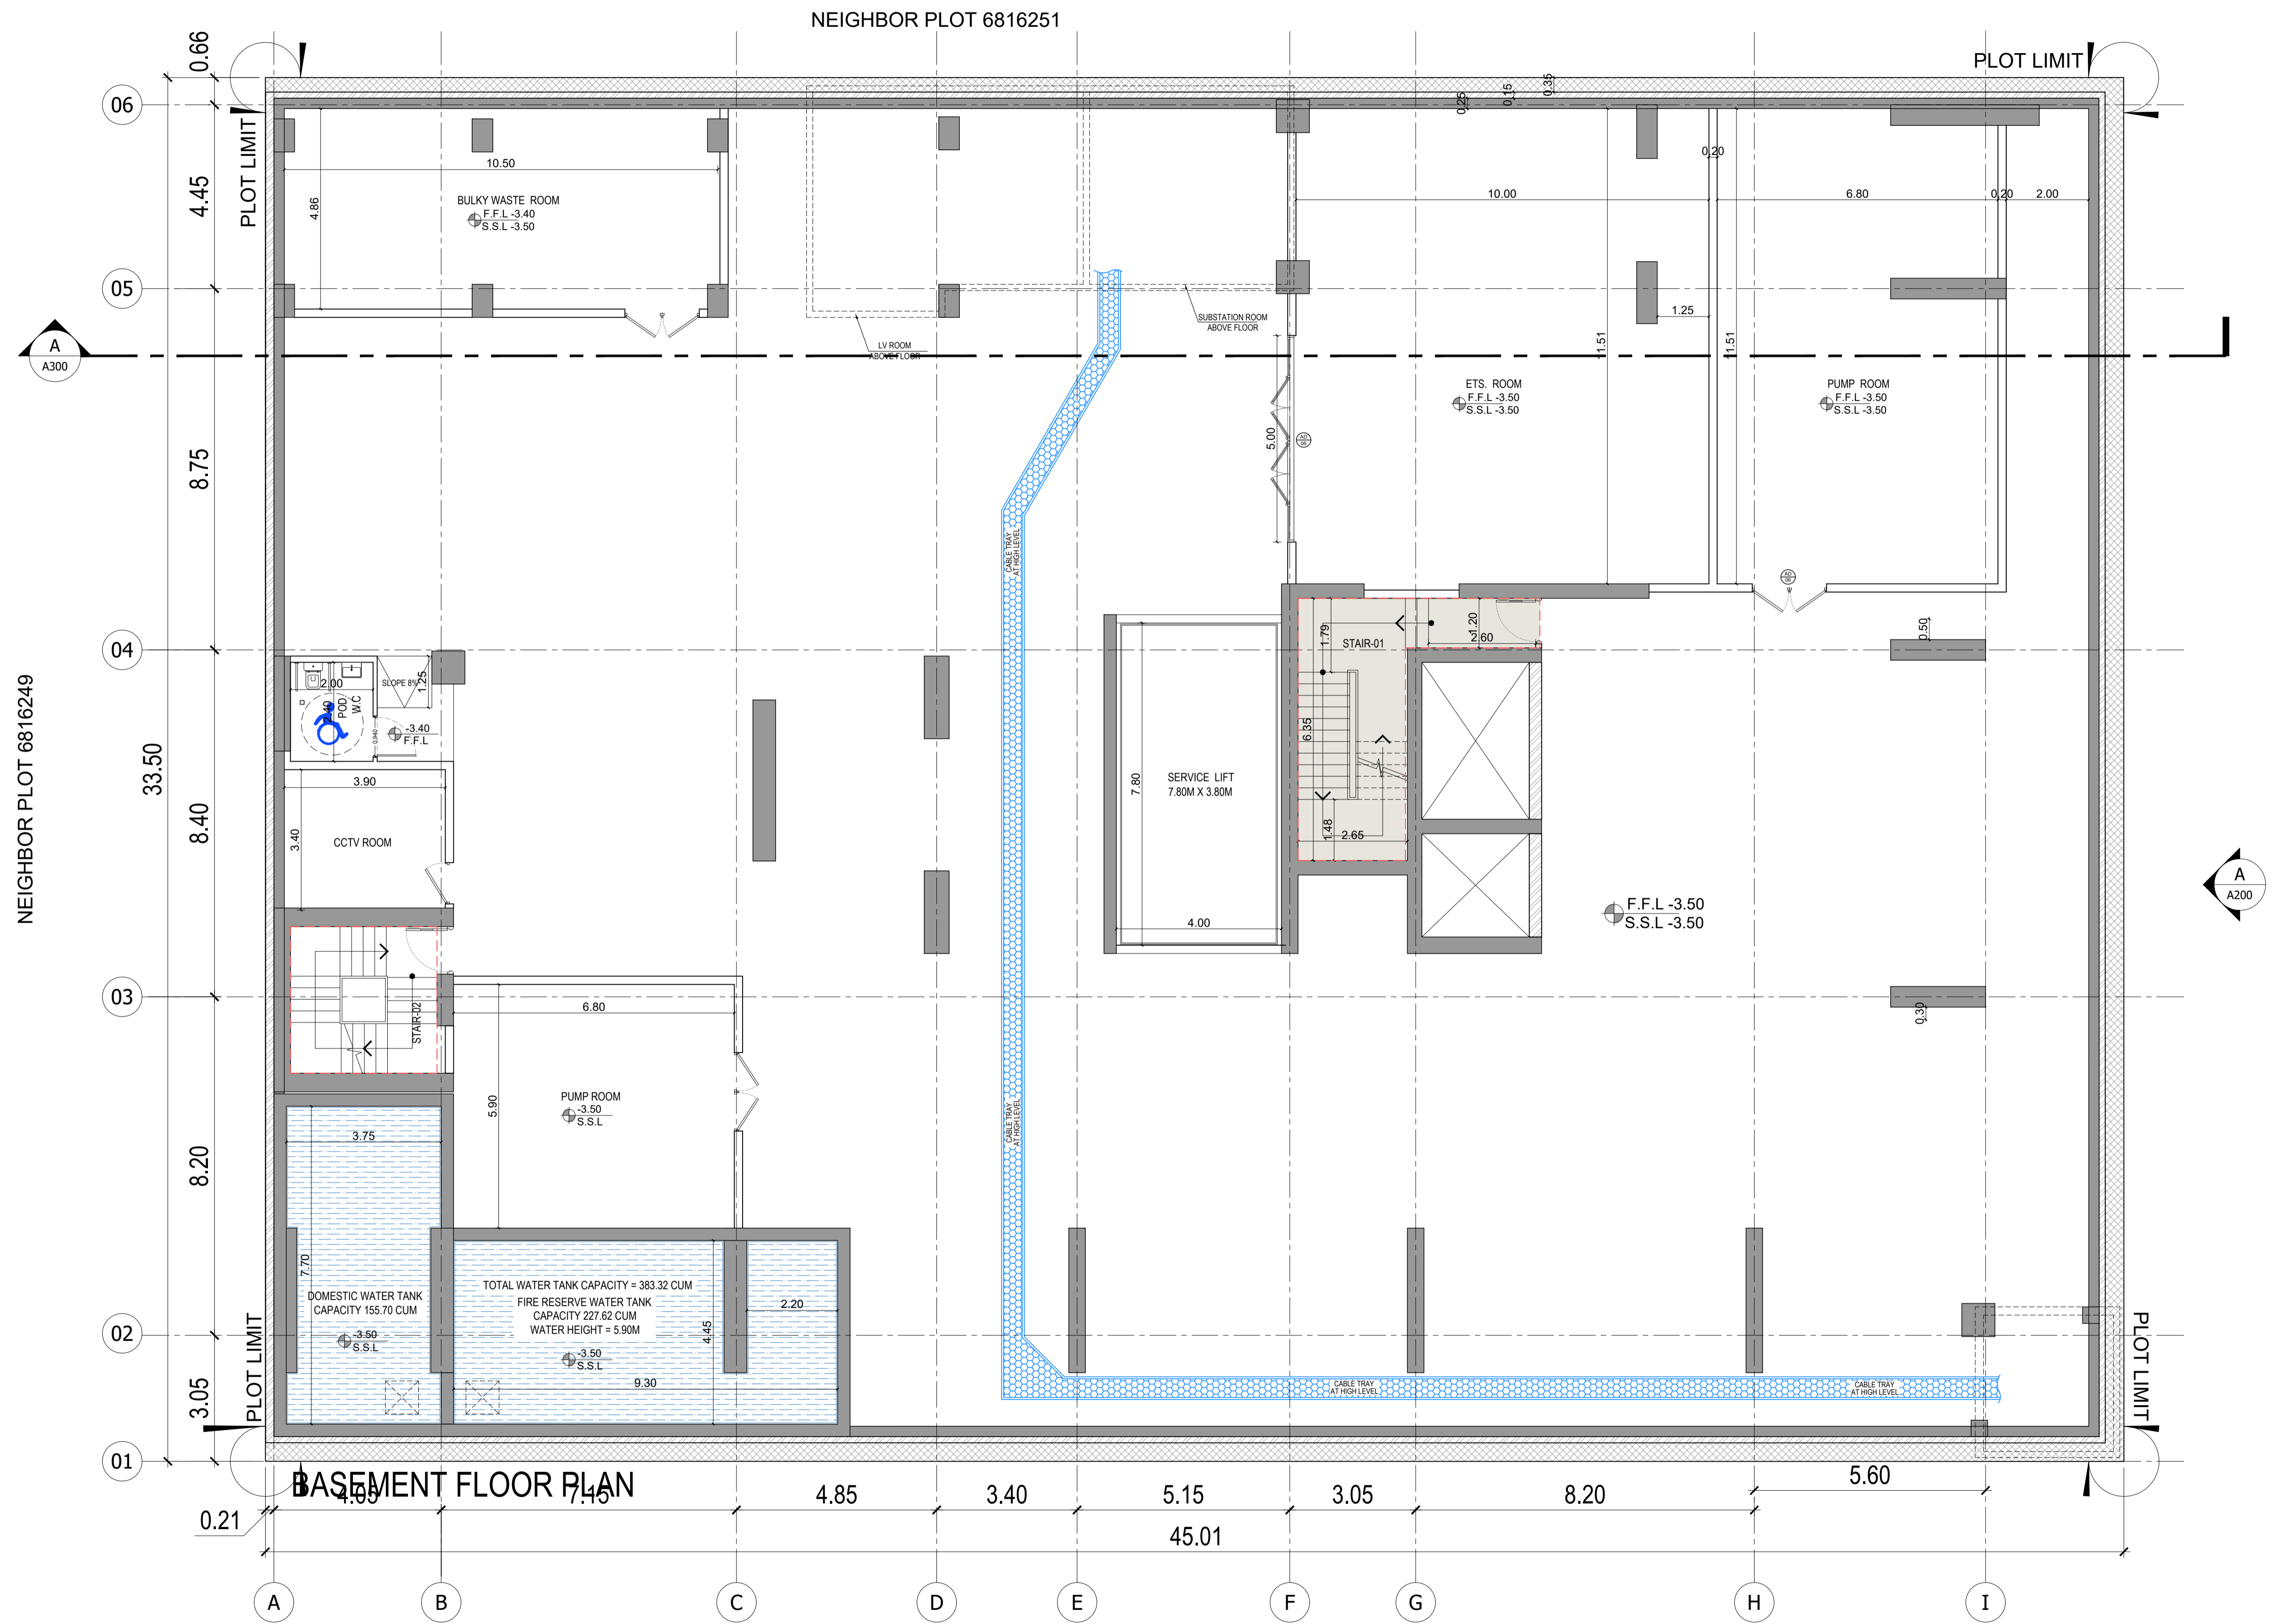 NEIGHBOR PLOT 6816251
PLOT LIMIT
0.66
06
0.25
0.15
0.35
PLOT LIMIT
4.45
10.50
4.86
BULKY WASTE ROOM
F.F.L -3.40
S.S.L -3.50
0.20
10.00
6.80
0.20
2.00
05
1.25
SUBSTATION ROOM
ABOVE FLOOR
LV ROOM
ABOVE FLOOR
A
A300
11.51
11.51
ETS. ROOM
F.F.L -3.50
S.S.L -3.50
PUMP ROOM
F.F.L -3.50
S.S.L -3.50
8.75
5.00
CABLE TRAY
AT HIGH LEVEL
AD
06
04
1.79
STAIR-01
1.20
2.60
0.50
NEIGHBOR PLOT 6816249
33.50
2.00
SLOPE 8%
1.25
2.40
POD
W.C
0.940
-3.40
F.F.L
6.35
7.80
SERVICE LIFT
7.80M X 3.80M
3.90
3.40
CCTV ROOM
8.40
1.48
2.65
4.00
F.F.L -3.50
S.S.L -3.50
A
A200
03
STAIR-02
6.80
0.30
5.90
PUMP ROOM
-3.50
S.S.L
CABLE TRAY
AT HIGH LEVEL
3.75
8.20
7.70
DOMESTIC WATER TANK
CAPACITY 155.70 CUM
-3.50
S.S.L
TOTAL WATER TANK CAPACITY = 383.32 CUM
FIRE RESERVE WATER TANK
CAPACITY 227.62 CUM
WATER HEIGHT = 5.90M
-3.50
S.S.L
2.20
4.45
9.30
02
PLOT LIMIT
PLOT LIMIT
3.05
CABLE TRAY
AT HIGH LEVEL
CABLE TRAY
AT HIGH LEVEL
01
BASEMENT FLOOR PLAN
0.21
4.05
7.15
4.85
3.40
5.15
3.05
8.20
5.60
45.01
A
B
C
D
E
F
G
H
I